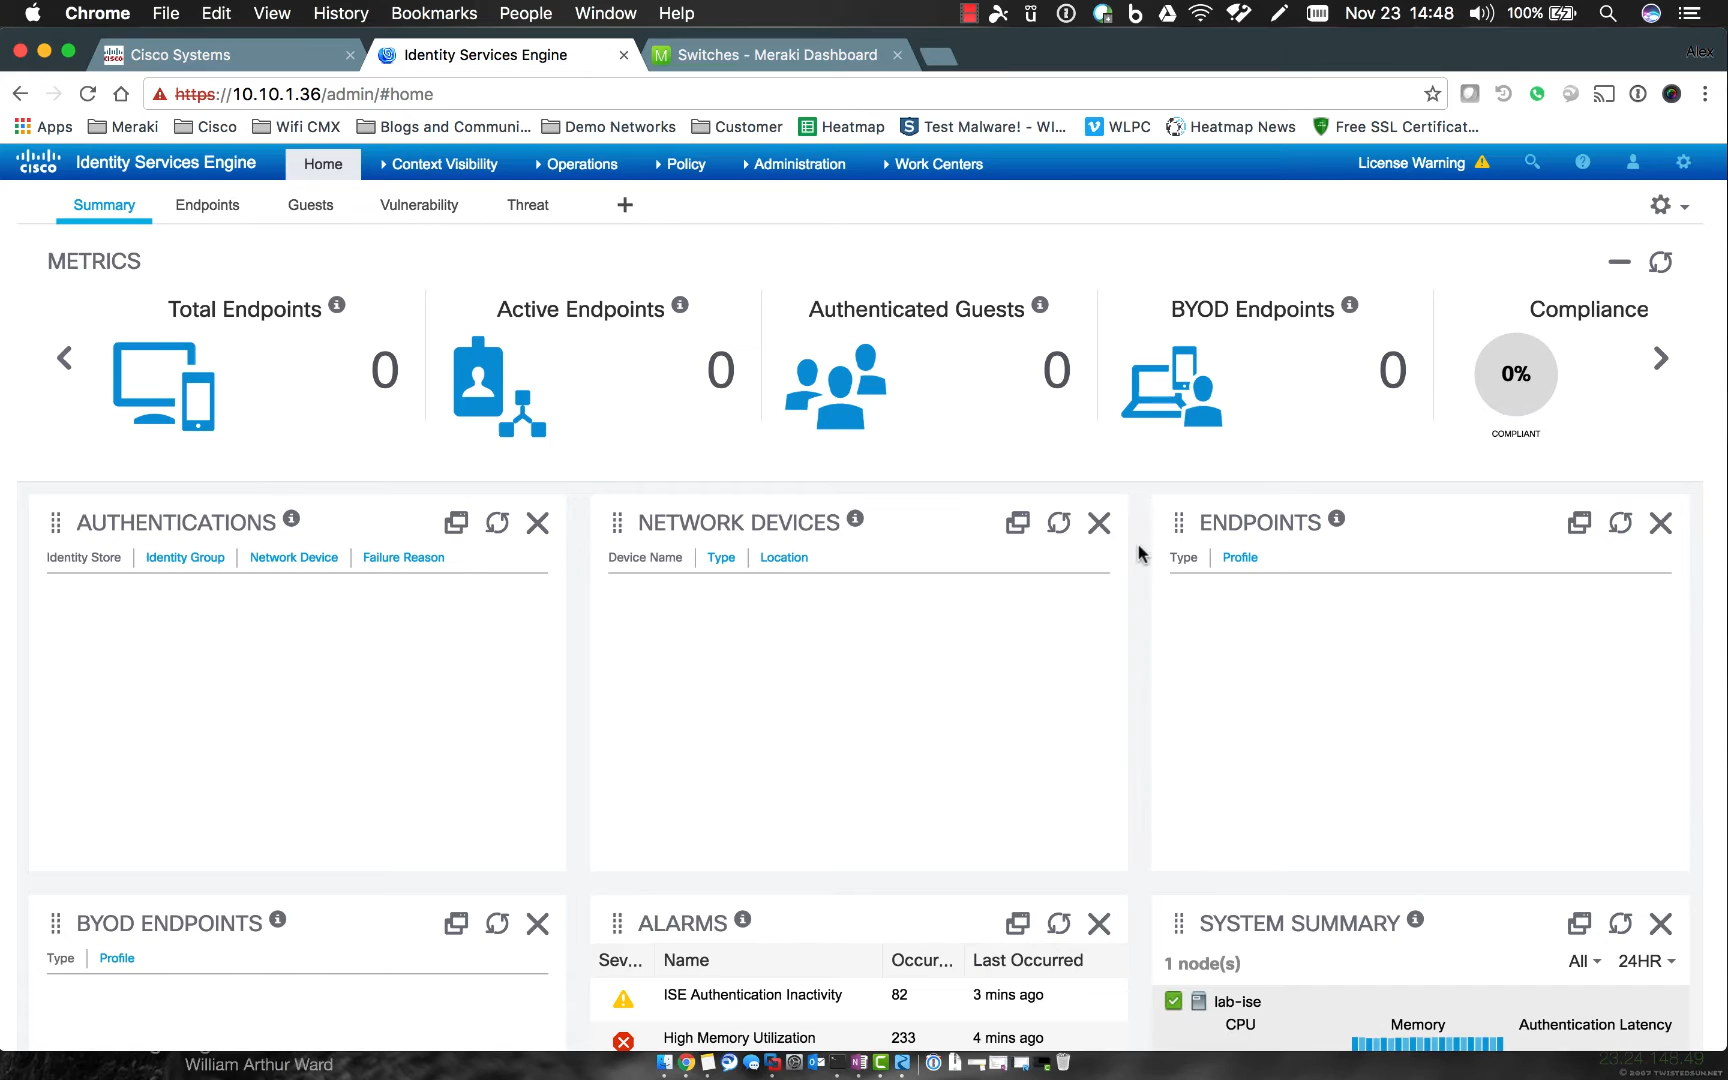 Chrome File Edit View History Bookmarks People Window Help Nov 23 14:48 100%
Cisco Systems Identity Services Engine Switches - Meraki Dashboard Alex
https://10.10.1.36/admin/#home
Apps Meraki Cisco Wifi CMX Blogs and Communi... Demo Networks Customer Heatmap Test Malware! - WI... WLPC Heatmap News Free SSL Certificat...
cisco Identity Services Engine Home Context Visibility Operations Policy Administration Work Centers License Warning
Summary Endpoints Guests Vulnerability Threat +
METRICS
Total Endpoints Active Endpoints Authenticated Guests BYOD Endpoints Compliance
0 0 0 0 0%
COMPLIANT
AUTHENTICATIONS NETWORK DEVICES ENDPOINTS
Identity Store Identity Group Network Device Failure Reason Device Name Type Location Type Profile
BYOD ENDPOINTS ALARMS SYSTEM SUMMARY
Type Profile Sev... Name Occur... Last Occurred 1 node(s) All 24HR
ISE Authentication Inactivity 82 3 mins ago lab-ise
CPU Memory Authentication Latency
High Memory Utilization 233 4 mins ago
William Arthur Ward
23.24.148.49
© 2007 TWISTEDSUN.NET